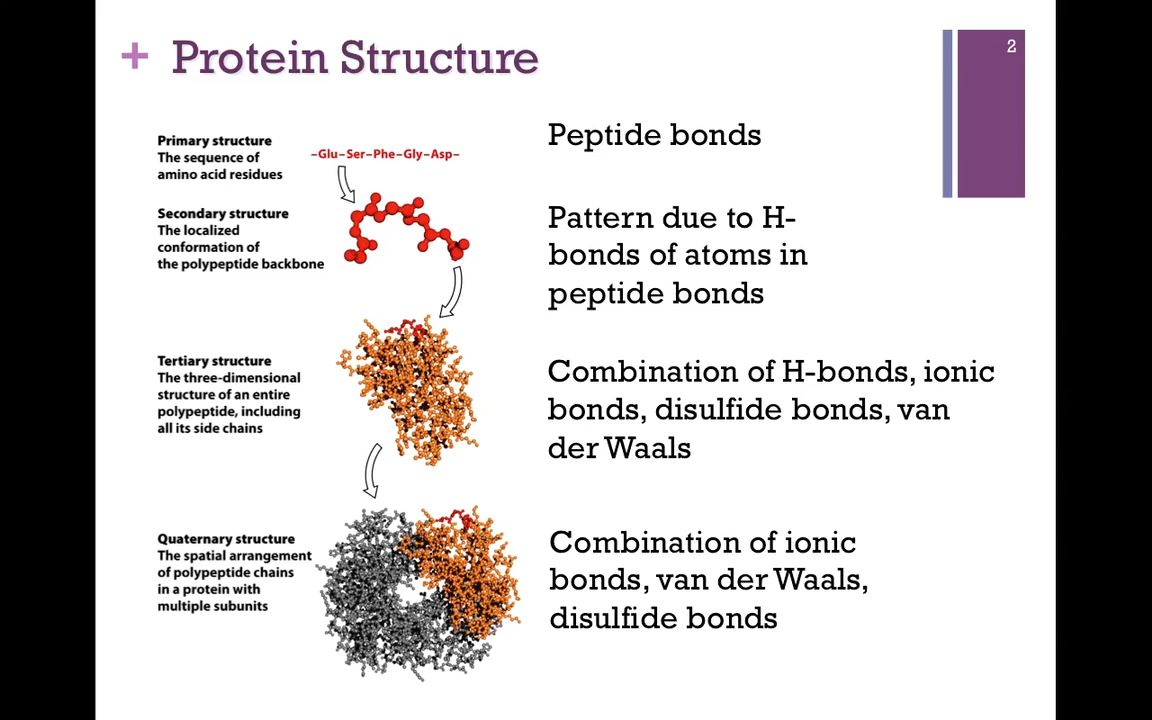 + Protein Structure
2
Primary structure
The sequence of
amino acid residues
–Glu–Ser–Phe–Gly–Asp–
Peptide bonds
Secondary structure
The localized
conformation of
the polypeptide backbone
Pattern due to H-
bonds of atoms in
peptide bonds
Tertiary structure
The three-dimensional
structure of an entire
polypeptide, including
all its side chains
Combination of H-bonds, ionic
bonds, disulfide bonds, van
der Waals
Quaternary structure
The spatial arrangement
of polypeptide chains
in a protein with
multiple subunits
Combination of ionic
bonds, van der Waals,
disulfide bonds